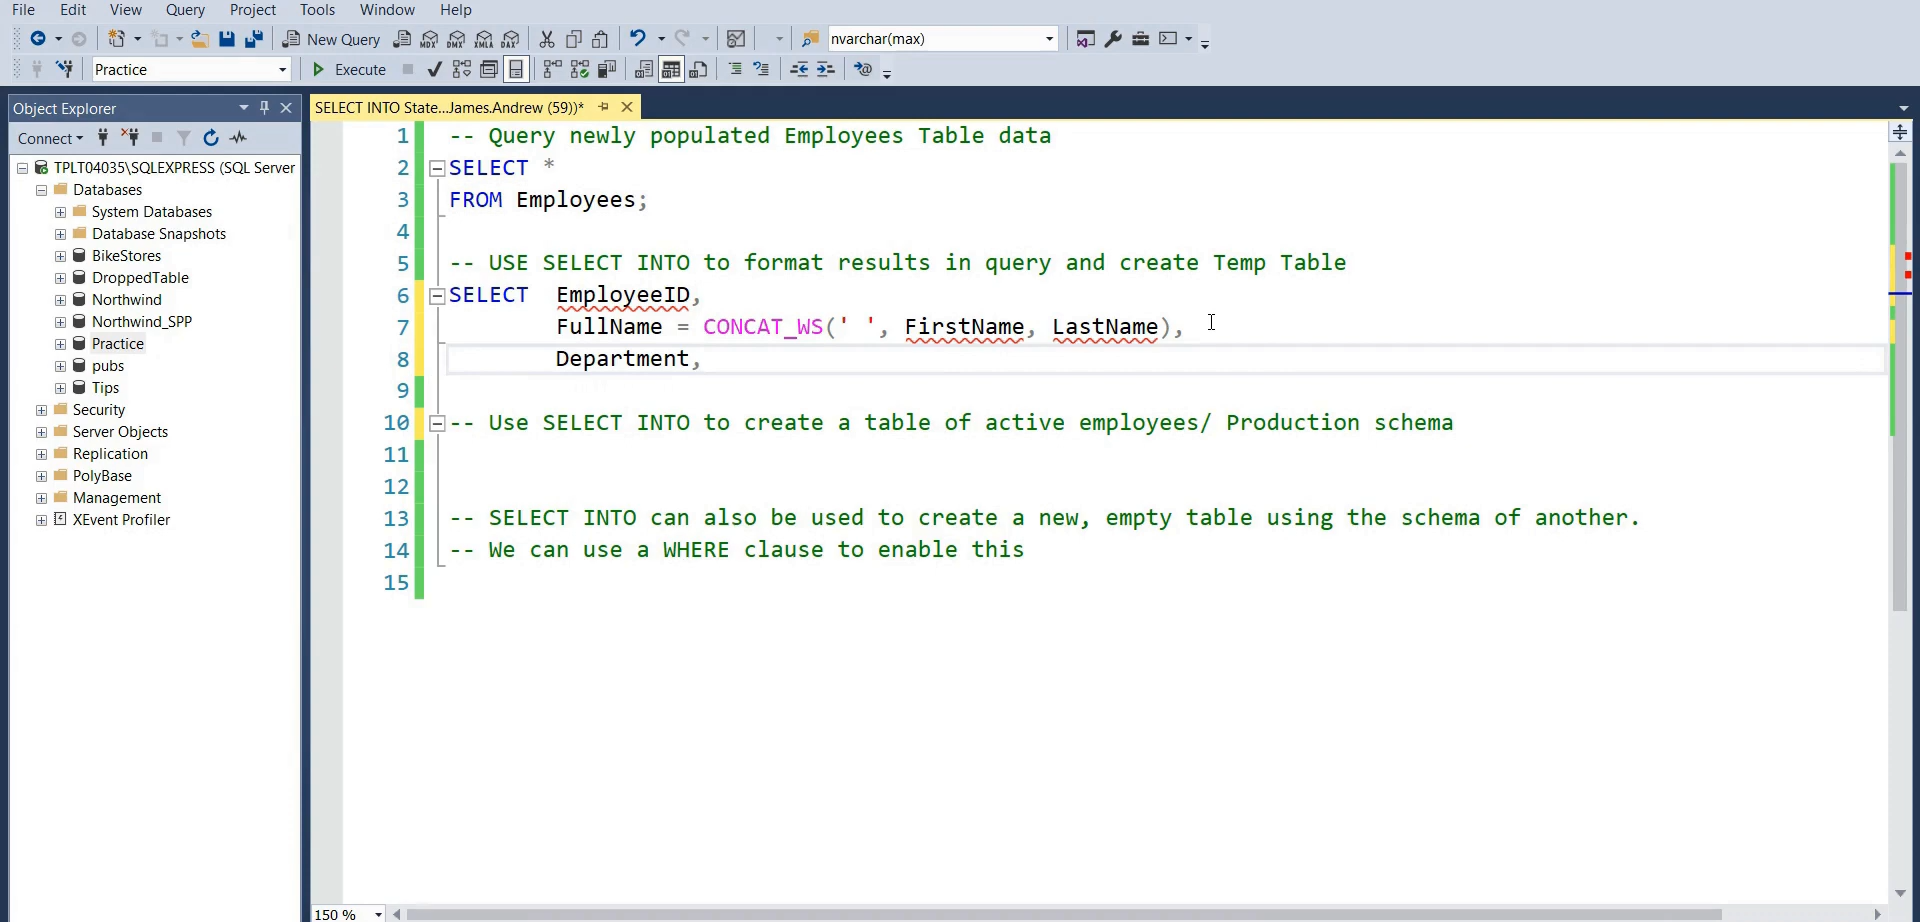 File Edit View Query Project Tools Window Help
New Query MDX DMX XMLA DAX nvarchar(max)
Practice Execute
Object Explorer
SELECT INTO State...James.Andrew (59))*
Connect
TPLT04035\SQLEXPRESS (SQL Server
Databases
System Databases
Database Snapshots
BikeStores
DroppedTable
Northwind
Northwind_SPP
Practice
pubs
Tips
Security
Server Objects
Replication
PolyBase
Management
XEvent Profiler
1 -- Query newly populated Employees Table data
2 SELECT *
3 FROM Employees;
4
5 -- USE SELECT INTO to format results in query and create Temp Table
6 SELECT EmployeeID,
7 FullName = CONCAT_WS(' ', FirstName, LastName),
8 Department,
9
10 -- Use SELECT INTO to create a table of active employees/ Production schema
11
12
13 -- SELECT INTO can also be used to create a new, empty table using the schema of another.
14 -- We can use a WHERE clause to enable this
15
150 %